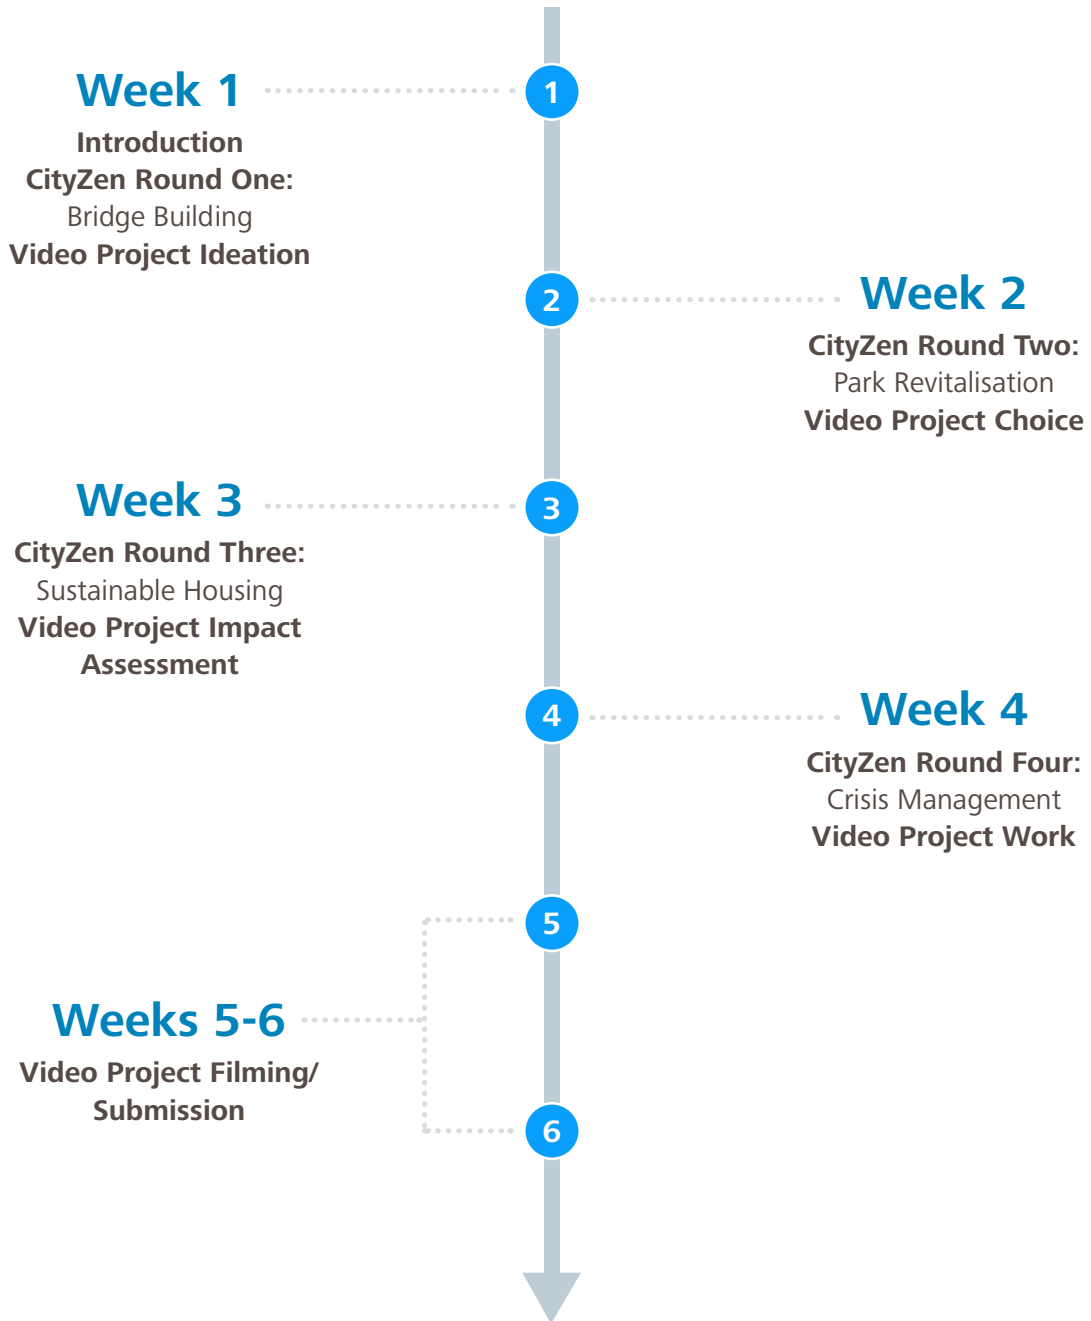 Week 1
1
Introduction
CityZen Round One:
Bridge Building
Video Project Ideation
2
Week 2
CityZen Round Two:
Park Revitalisation
Video Project Choice
Week 3
3
CityZen Round Three:
Sustainable Housing
Video Project Impact
Assessment
4
Week 4
CityZen Round Four:
Crisis Management
Video Project Work
5
Weeks 5-6
Video Project Filming/
Submission
6